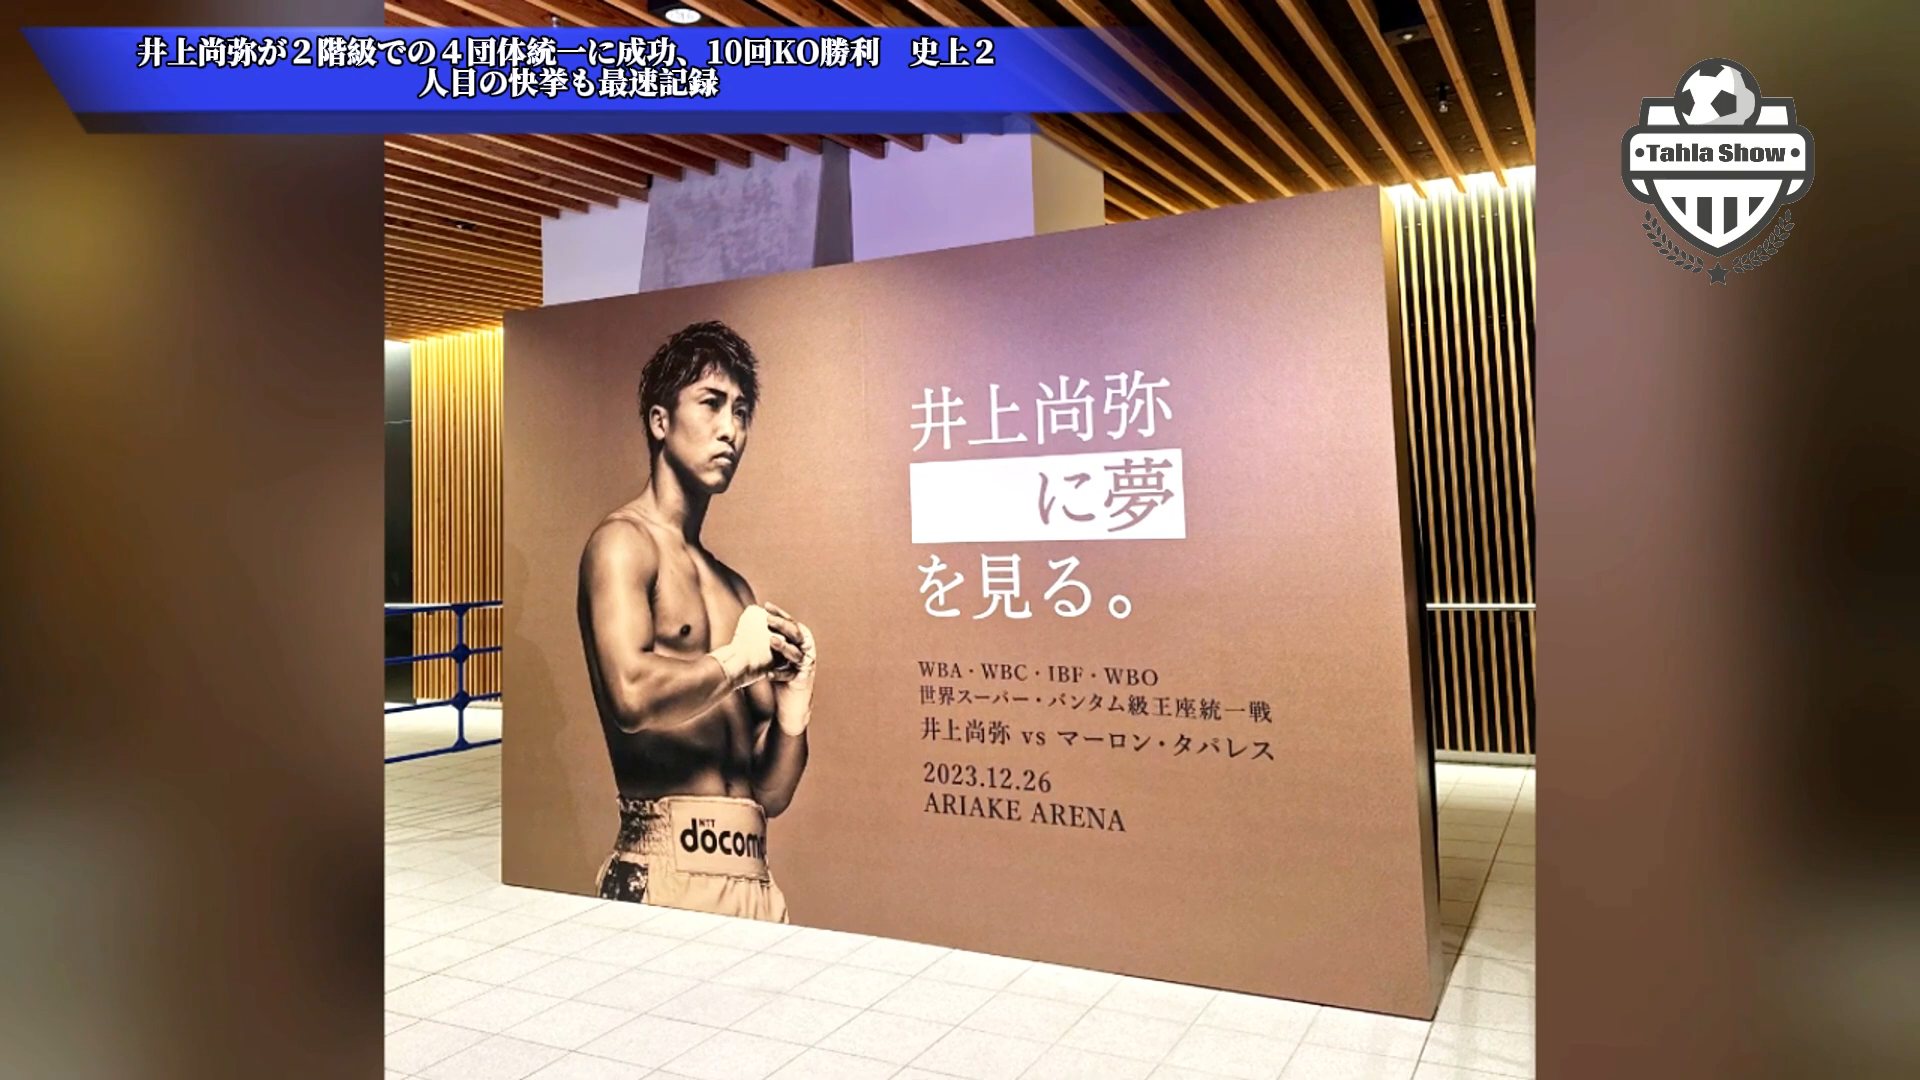 井上尚弥が２階級での４団体統一に成功、10回KO勝利　史上２
人目の快挙も最速記録
Tahla Show
井上尚弥
に夢
を見る。
WBA・WBC・IBF・WBO
世界スーパー・バンタム級王座統一戦
井上尚弥 vs マーロン・タパレス
2023.12.26
ARIAKE ARENA
NTT
docomo